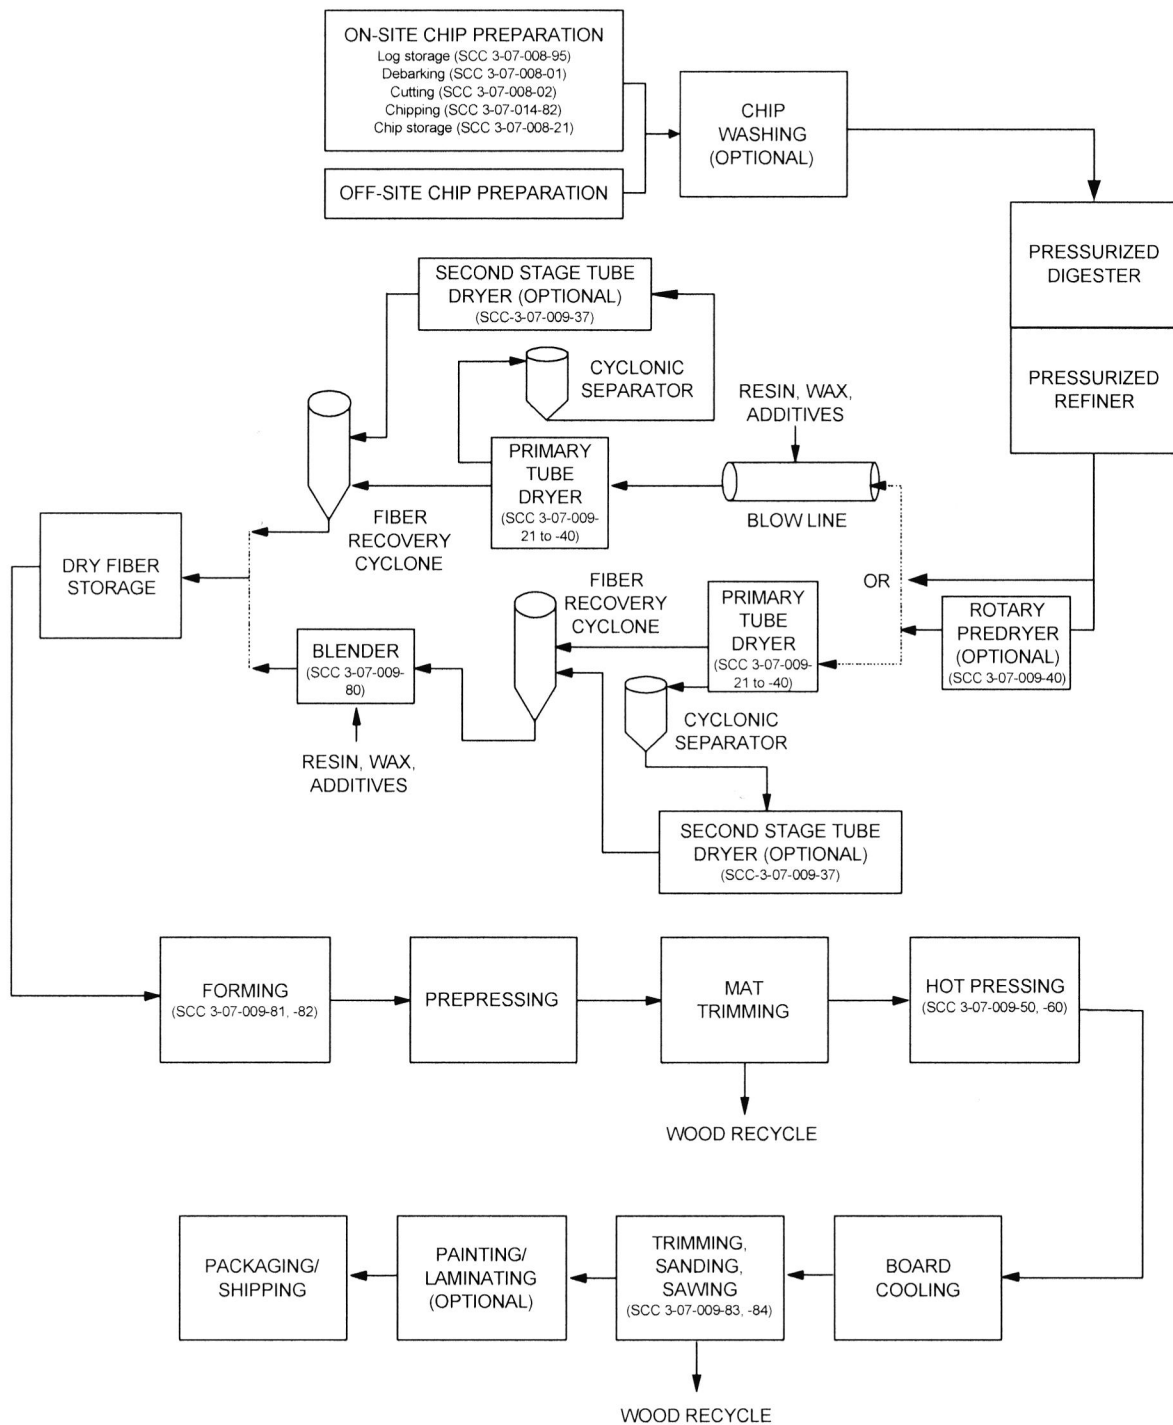 ON-SITE CHIP PREPARATION
Log storage (SCC 3-07-008-95)
Debarking (SCC 3-07-008-01)
Cutting (SCC 3-07-008-02)
Chipping (SCC 3-07-014-82)
Chip storage (SCC 3-07-008-21)
OFF-SITE CHIP PREPARATION
CHIP
WASHING
(OPTIONAL)
PRESSURIZED
DIGESTER
PRESSURIZED
REFINER
SECOND STAGE TUBE
DRYER (OPTIONAL)
(SCC-3-07-009-37)
CYCLONIC
SEPARATOR
RESIN, WAX,
ADDITIVES
PRIMARY
TUBE
DRYER
(SCC 3-07-009-
21 to -40)
BLOW LINE
FIBER
RECOVERY
CYCLONE
DRY FIBER
STORAGE
OR
ROTARY
PREDRYER
(OPTIONAL)
(SCC 3-07-009-40)
FIBER
RECOVERY
CYCLONE
PRIMARY
TUBE
DRYER
(SCC 3-07-009-
21 to -40)
BLENDER
(SCC 3-07-009-
80)
CYCLONIC
SEPARATOR
RESIN, WAX,
ADDITIVES
SECOND STAGE TUBE
DRYER (OPTIONAL)
(SCC-3-07-009-37)
FORMING
(SCC 3-07-009-81, -82)
PREPRESSING
MAT
TRIMMING
HOT PRESSING
(SCC 3-07-009-50, -60)
WOOD RECYCLE
PACKAGING/
SHIPPING
PAINTING/
LAMINATING
(OPTIONAL)
TRIMMING,
SANDING,
SAWING
(SCC 3-07-009-83, -84)
BOARD
COOLING
WOOD RECYCLE